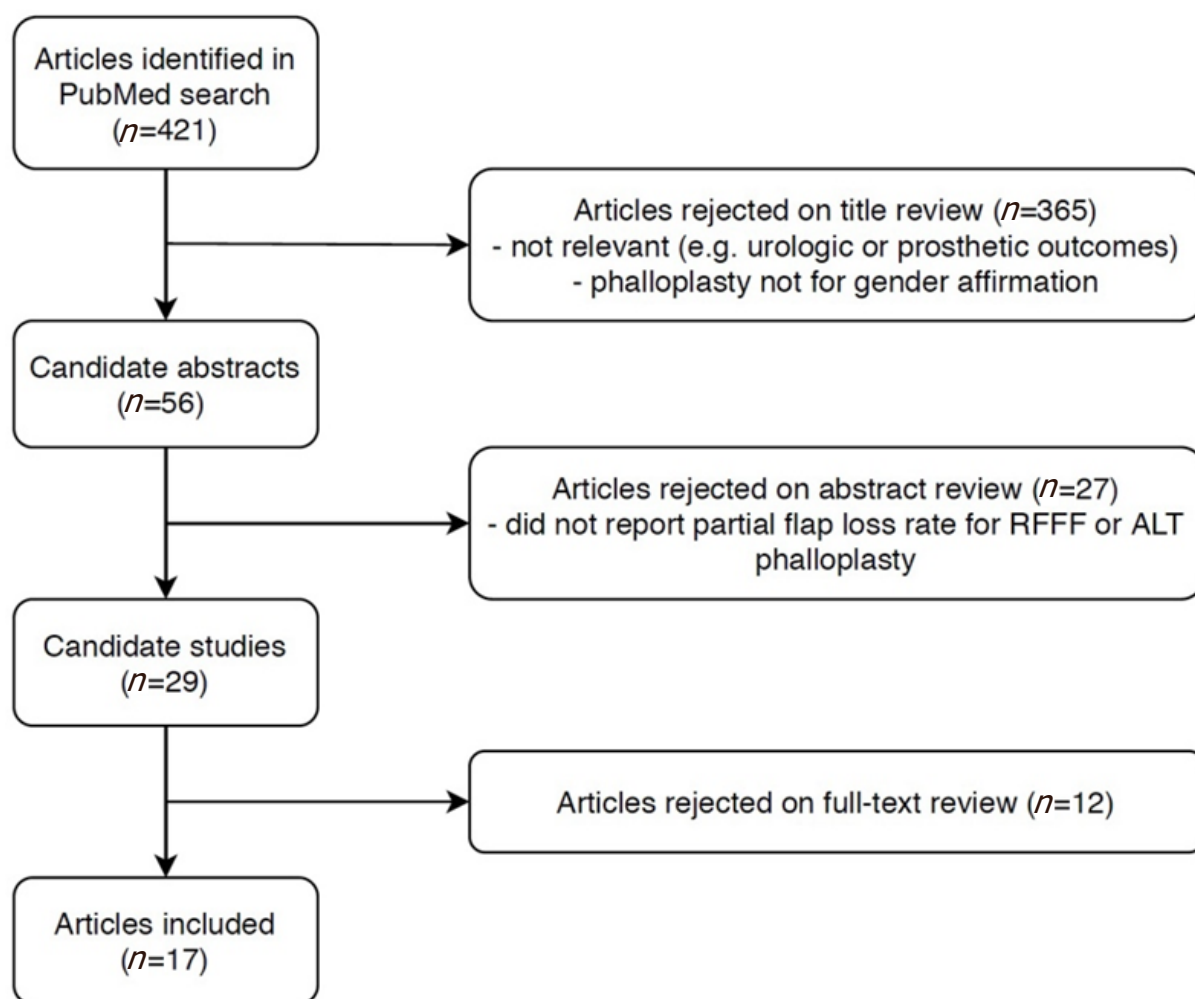 Articles identified in
PubMed search
(n=421)
Articles rejected on title review (n=365)
- not relevant (e.g. urologic or prosthetic outcomes)
- phalloplasty not for gender affirmation
Candidate abstracts
(n=56)
Articles rejected on abstract review (n=27)
- did not report partial flap loss rate for RFFF or ALT
phalloplasty
Candidate studies
(n=29)
Articles rejected on full-text review (n=12)
Articles included
(n=17)